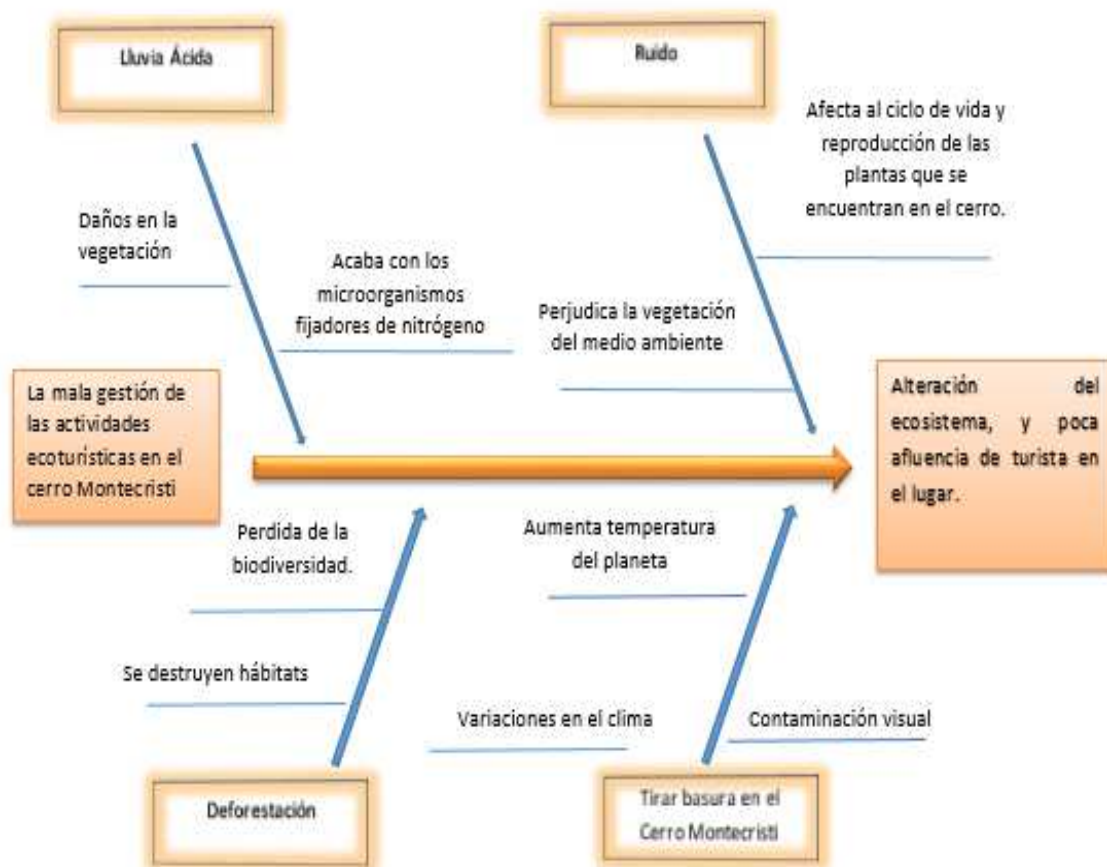 Lluvia Ácida
Ruido
Afecta al ciclo de vida y
reproducción de las
plantas que se
encuentran en el cerro.
Daños en la
vegetación
Acaba con los
microorganismos
fijadores de nitrógeno
Perjudica la vegetación
del medio ambiente
La mala gestión de
las actividades
ecoturísticas en el
cerro Montecristi
Alteración del
ecosistema, y poca
afluencia de turista en
el lugar.
Perdida de la
biodiversidad.
Aumenta temperatura
del planeta
Se destruyen hábitats
Variaciones en el clima
Contaminación visual
Deforestación
Tirar basura en el
Cerro Montecristi